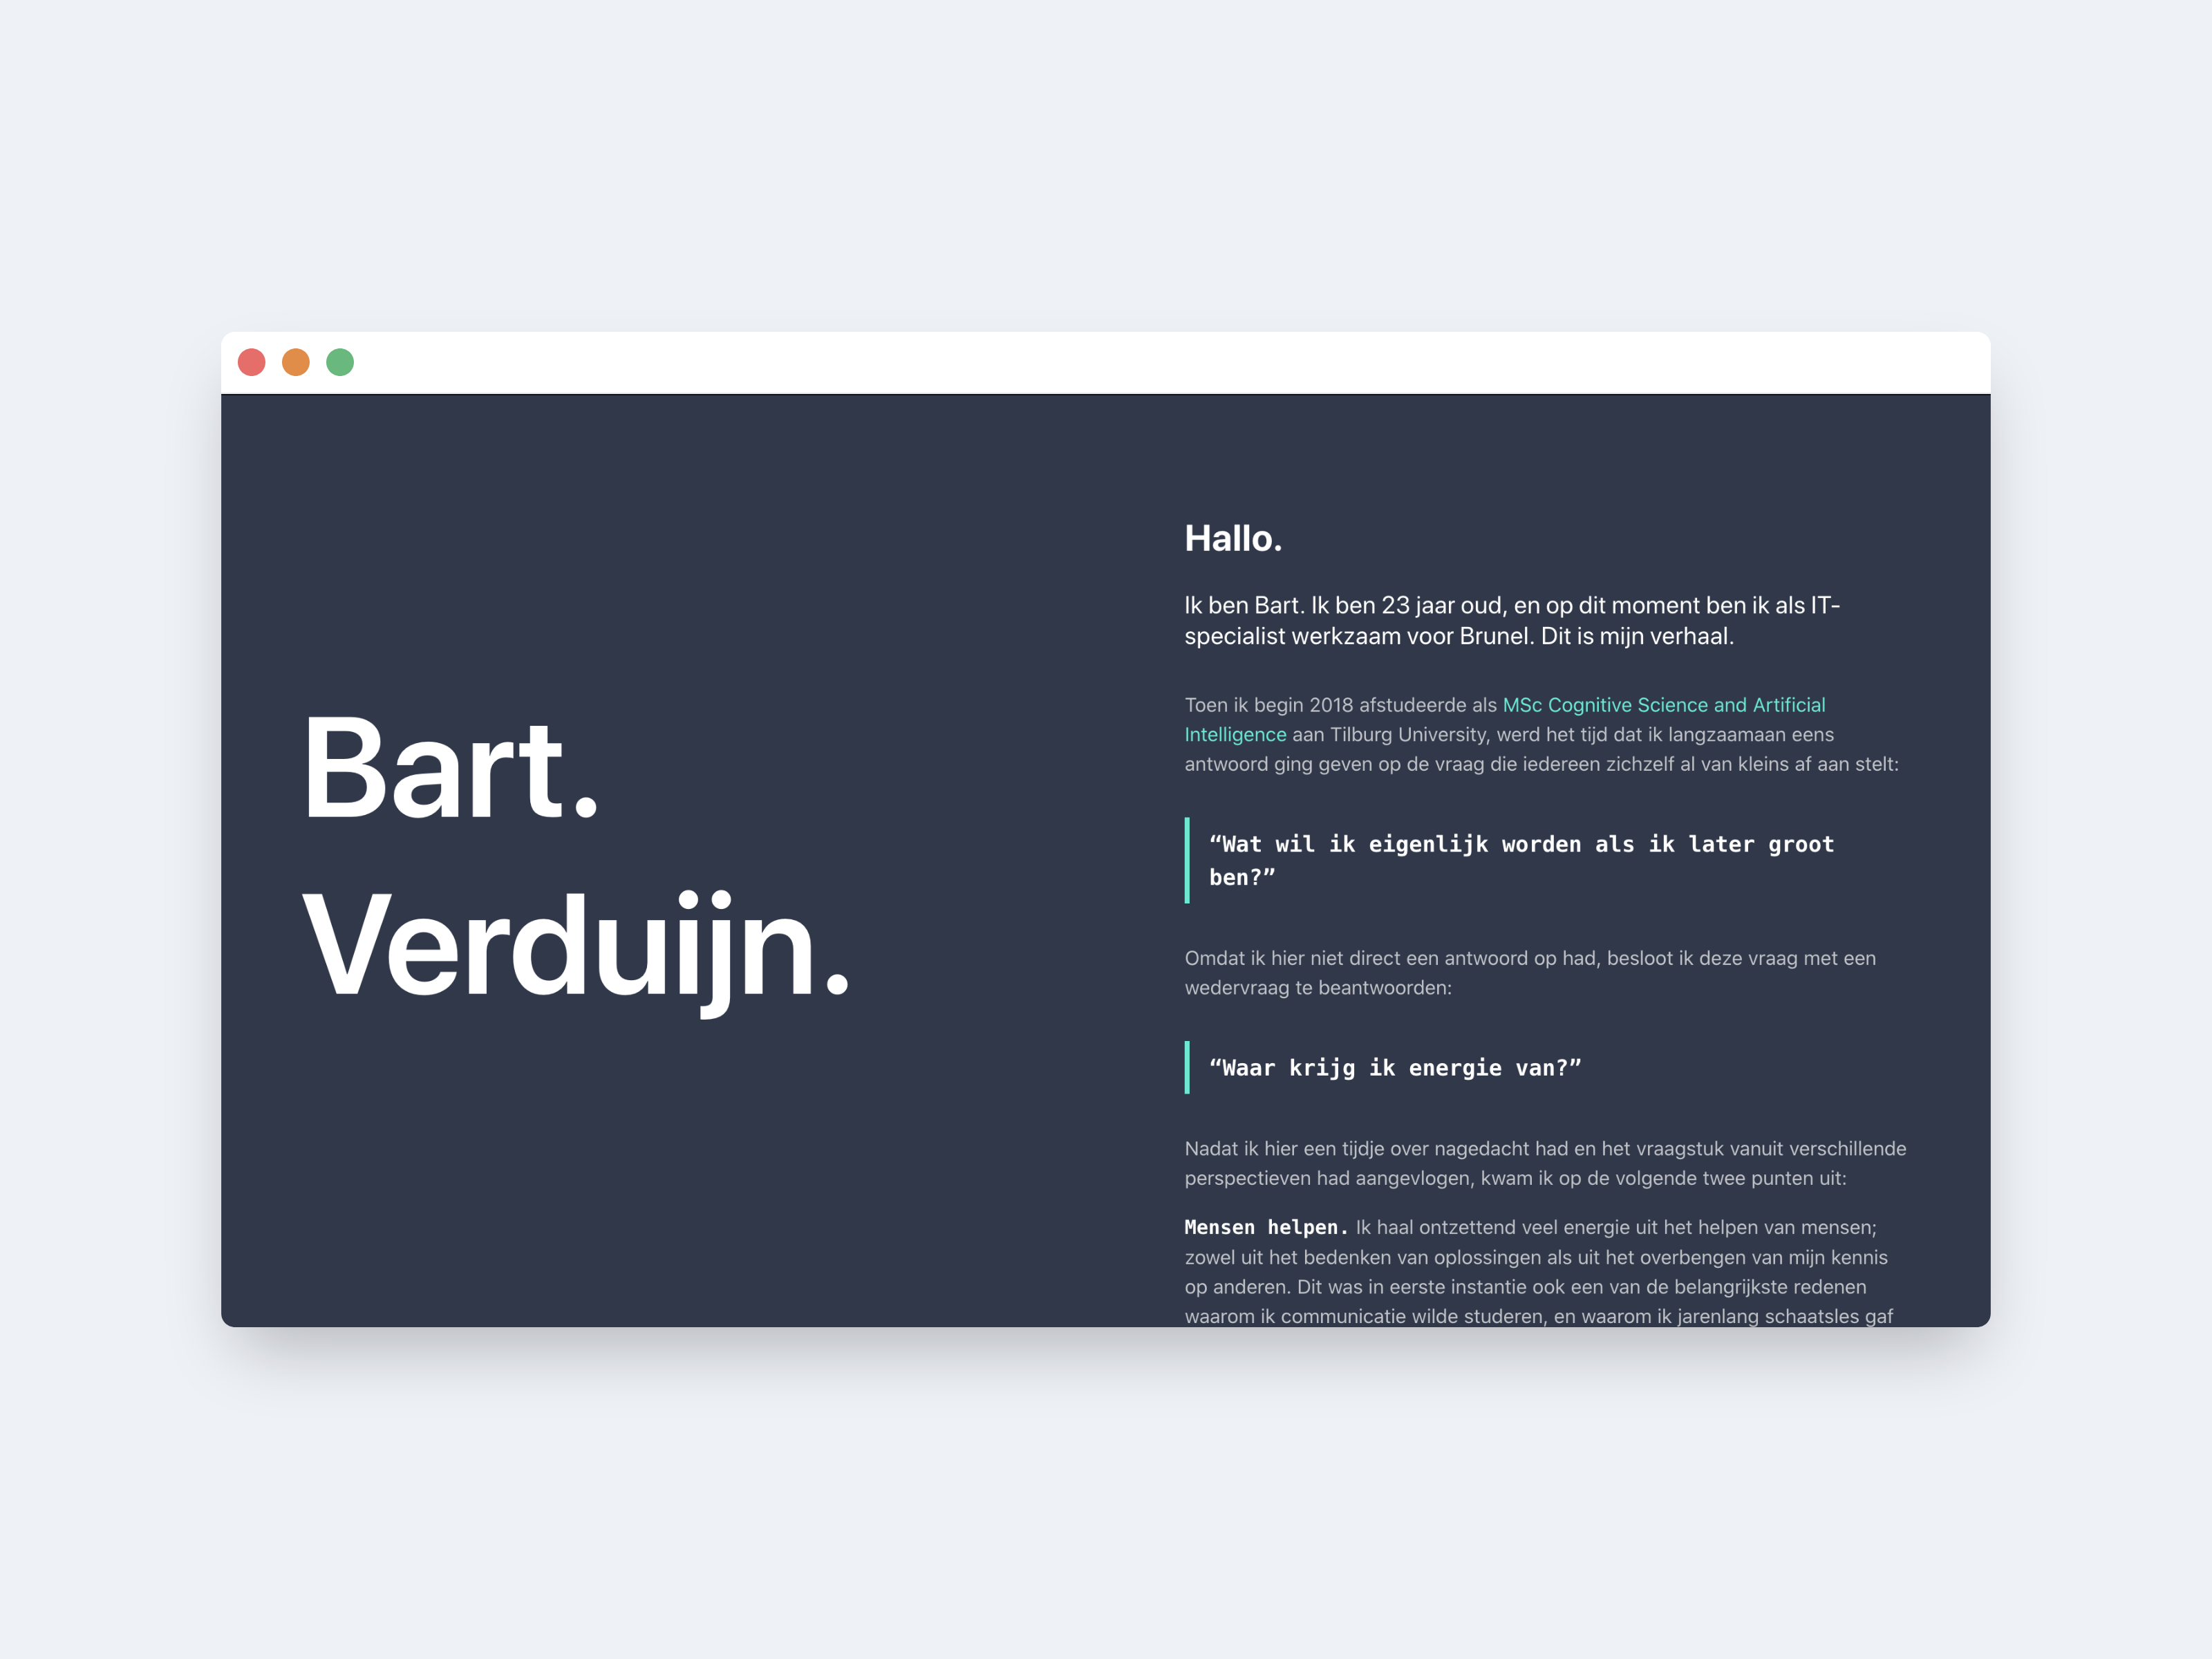 Bart.
Verduijn.
Hallo.
Ik ben Bart. Ik ben 23 jaar oud, en op dit moment ben ik als IT-
specialist werkzaam voor Brunel. Dit is mijn verhaal.
Toen ik begin 2018 afstudeerde als MSc Cognitive Science and Artificial
Intelligence aan Tilburg University, werd het tijd dat ik langzaamaan eens
antwoord ging geven op de vraag die iedereen zichzelf al van kleins af aan stelt:
“Wat wil ik eigenlijk worden als ik later groot
ben?”
Omdat ik hier niet direct een antwoord op had, besloot ik deze vraag met een
wedervraag te beantwoorden:
“Waar krijg ik energie van?”
Nadat ik hier een tijdje over nagedacht had en het vraagstuk vanuit verschillende
perspectieven had aangevlogen, kwam ik op de volgende twee punten uit:
Mensen helpen. Ik haal ontzettend veel energie uit het helpen van mensen;
zowel uit het bedenken van oplossingen als uit het overbengen van mijn kennis
op anderen. Dit was in eerste instantie ook een van de belangrijkste redenen
waarom ik communicatie wilde studeren, en waarom ik jarenlang schaatsles gaf